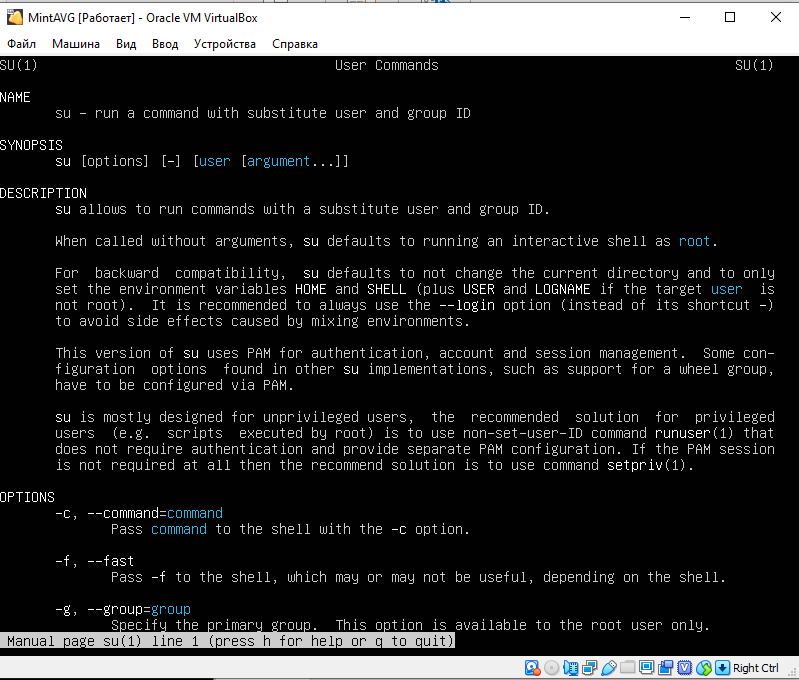 MintAVG [Работает] - Oracle VM VirtualBox
Файл Машина Вид Ввод Устройства Справка
SU(1) User Commands SU(1)
NAME
su - run a command with substitute user and group ID
SYNOPSIS
su [options] [-] [user [argument...]]
DESCRIPTION
su allows to run commands with a substitute user and group ID.
When called without arguments, su defaults to running an interactive shell as root.
For backward compatibility, su defaults to not change the current directory and to only
set the environment variables HOME and SHELL (plus USER and LOGNAME if the target user is
not root). It is recommended to always use the --login option (instead of its shortcut -)
to avoid side effects caused by mixing environments.
This version of su uses PAM for authentication, account and session management. Some con-
figuration options found in other su implementations, such as support for a wheel group,
have to be configured via PAM.
su is mostly designed for unprivileged users, the recommended solution for privileged
users (e.g. scripts executed by root) is to use non-set-user-ID command runuser(1) that
does not require authentication and provide separate PAM configuration. If the PAM session
is not required at all then the recommend solution is to use command setpriv(1).
OPTIONS
-c, --command=command
Pass command to the shell with the -c option.
-f, --fast
Pass -f to the shell, which may or may not be useful, depending on the shell.
-g, --group=group
Specify the primary group. This option is available to the root user only.
Manual page su(1) line 1 (press h for help or q to quit)
Right Ctrl